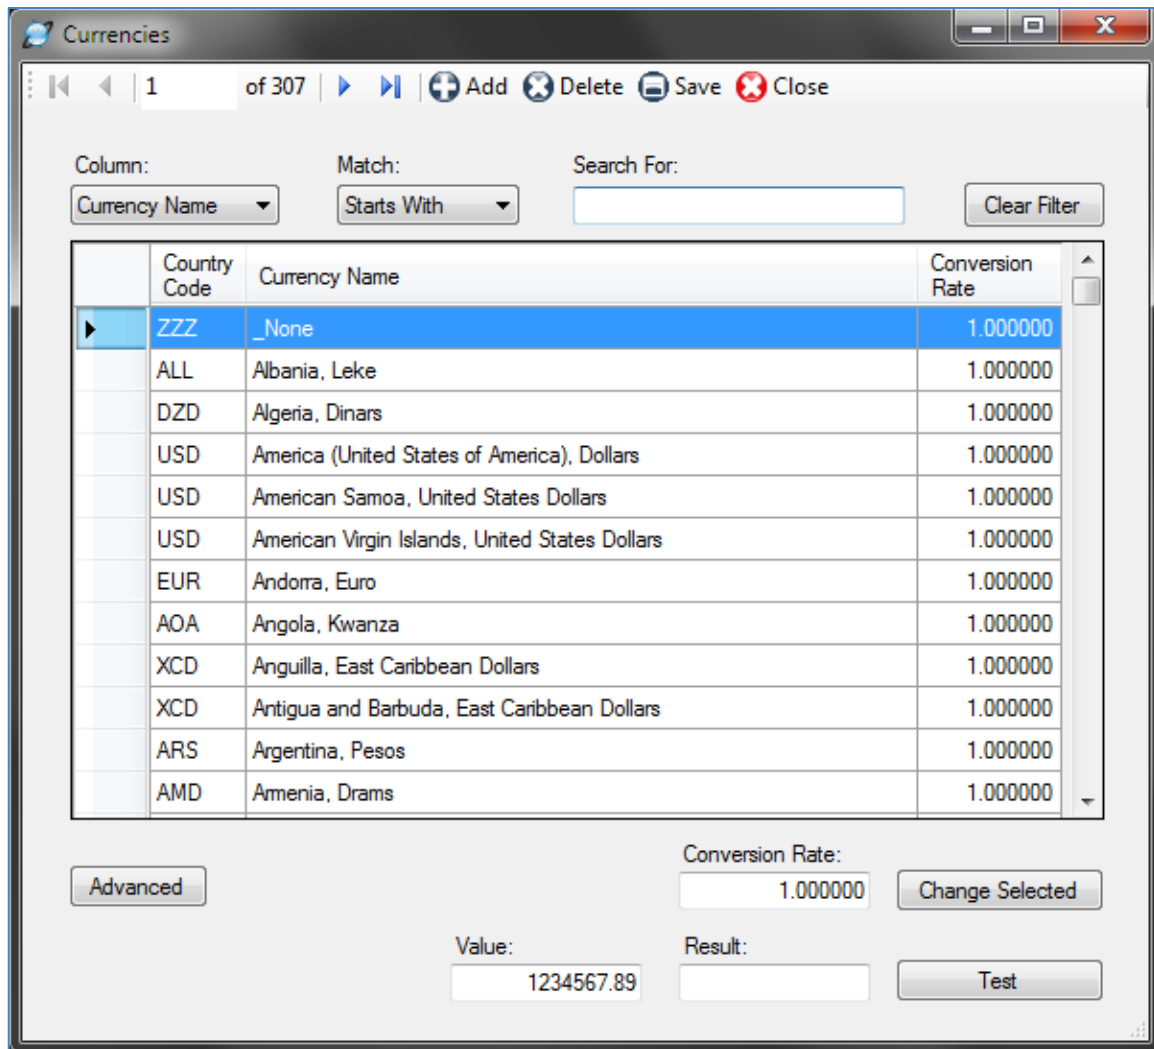 Currencies
1 of 307 Add Delete Save Close
Column: Match: Search For:
Currency Name Starts With Clear Filter
Country Code Currency Name Conversion Rate
ZZZ _None 1.000000
ALL Albania, Leke 1.000000
DZD Algeria, Dinars 1.000000
USD America (United States of America), Dollars 1.000000
USD American Samoa, United States Dollars 1.000000
USD American Virgin Islands, United States Dollars 1.000000
EUR Andorra, Euro 1.000000
AOA Angola, Kwanza 1.000000
XCD Anguilla, East Caribbean Dollars 1.000000
XCD Antigua and Barbuda, East Caribbean Dollars 1.000000
ARS Argentina, Pesos 1.000000
AMD Armenia, Drams 1.000000
Conversion Rate:
Advanced 1.000000 Change Selected
Value: Result:
1234567.89 Test